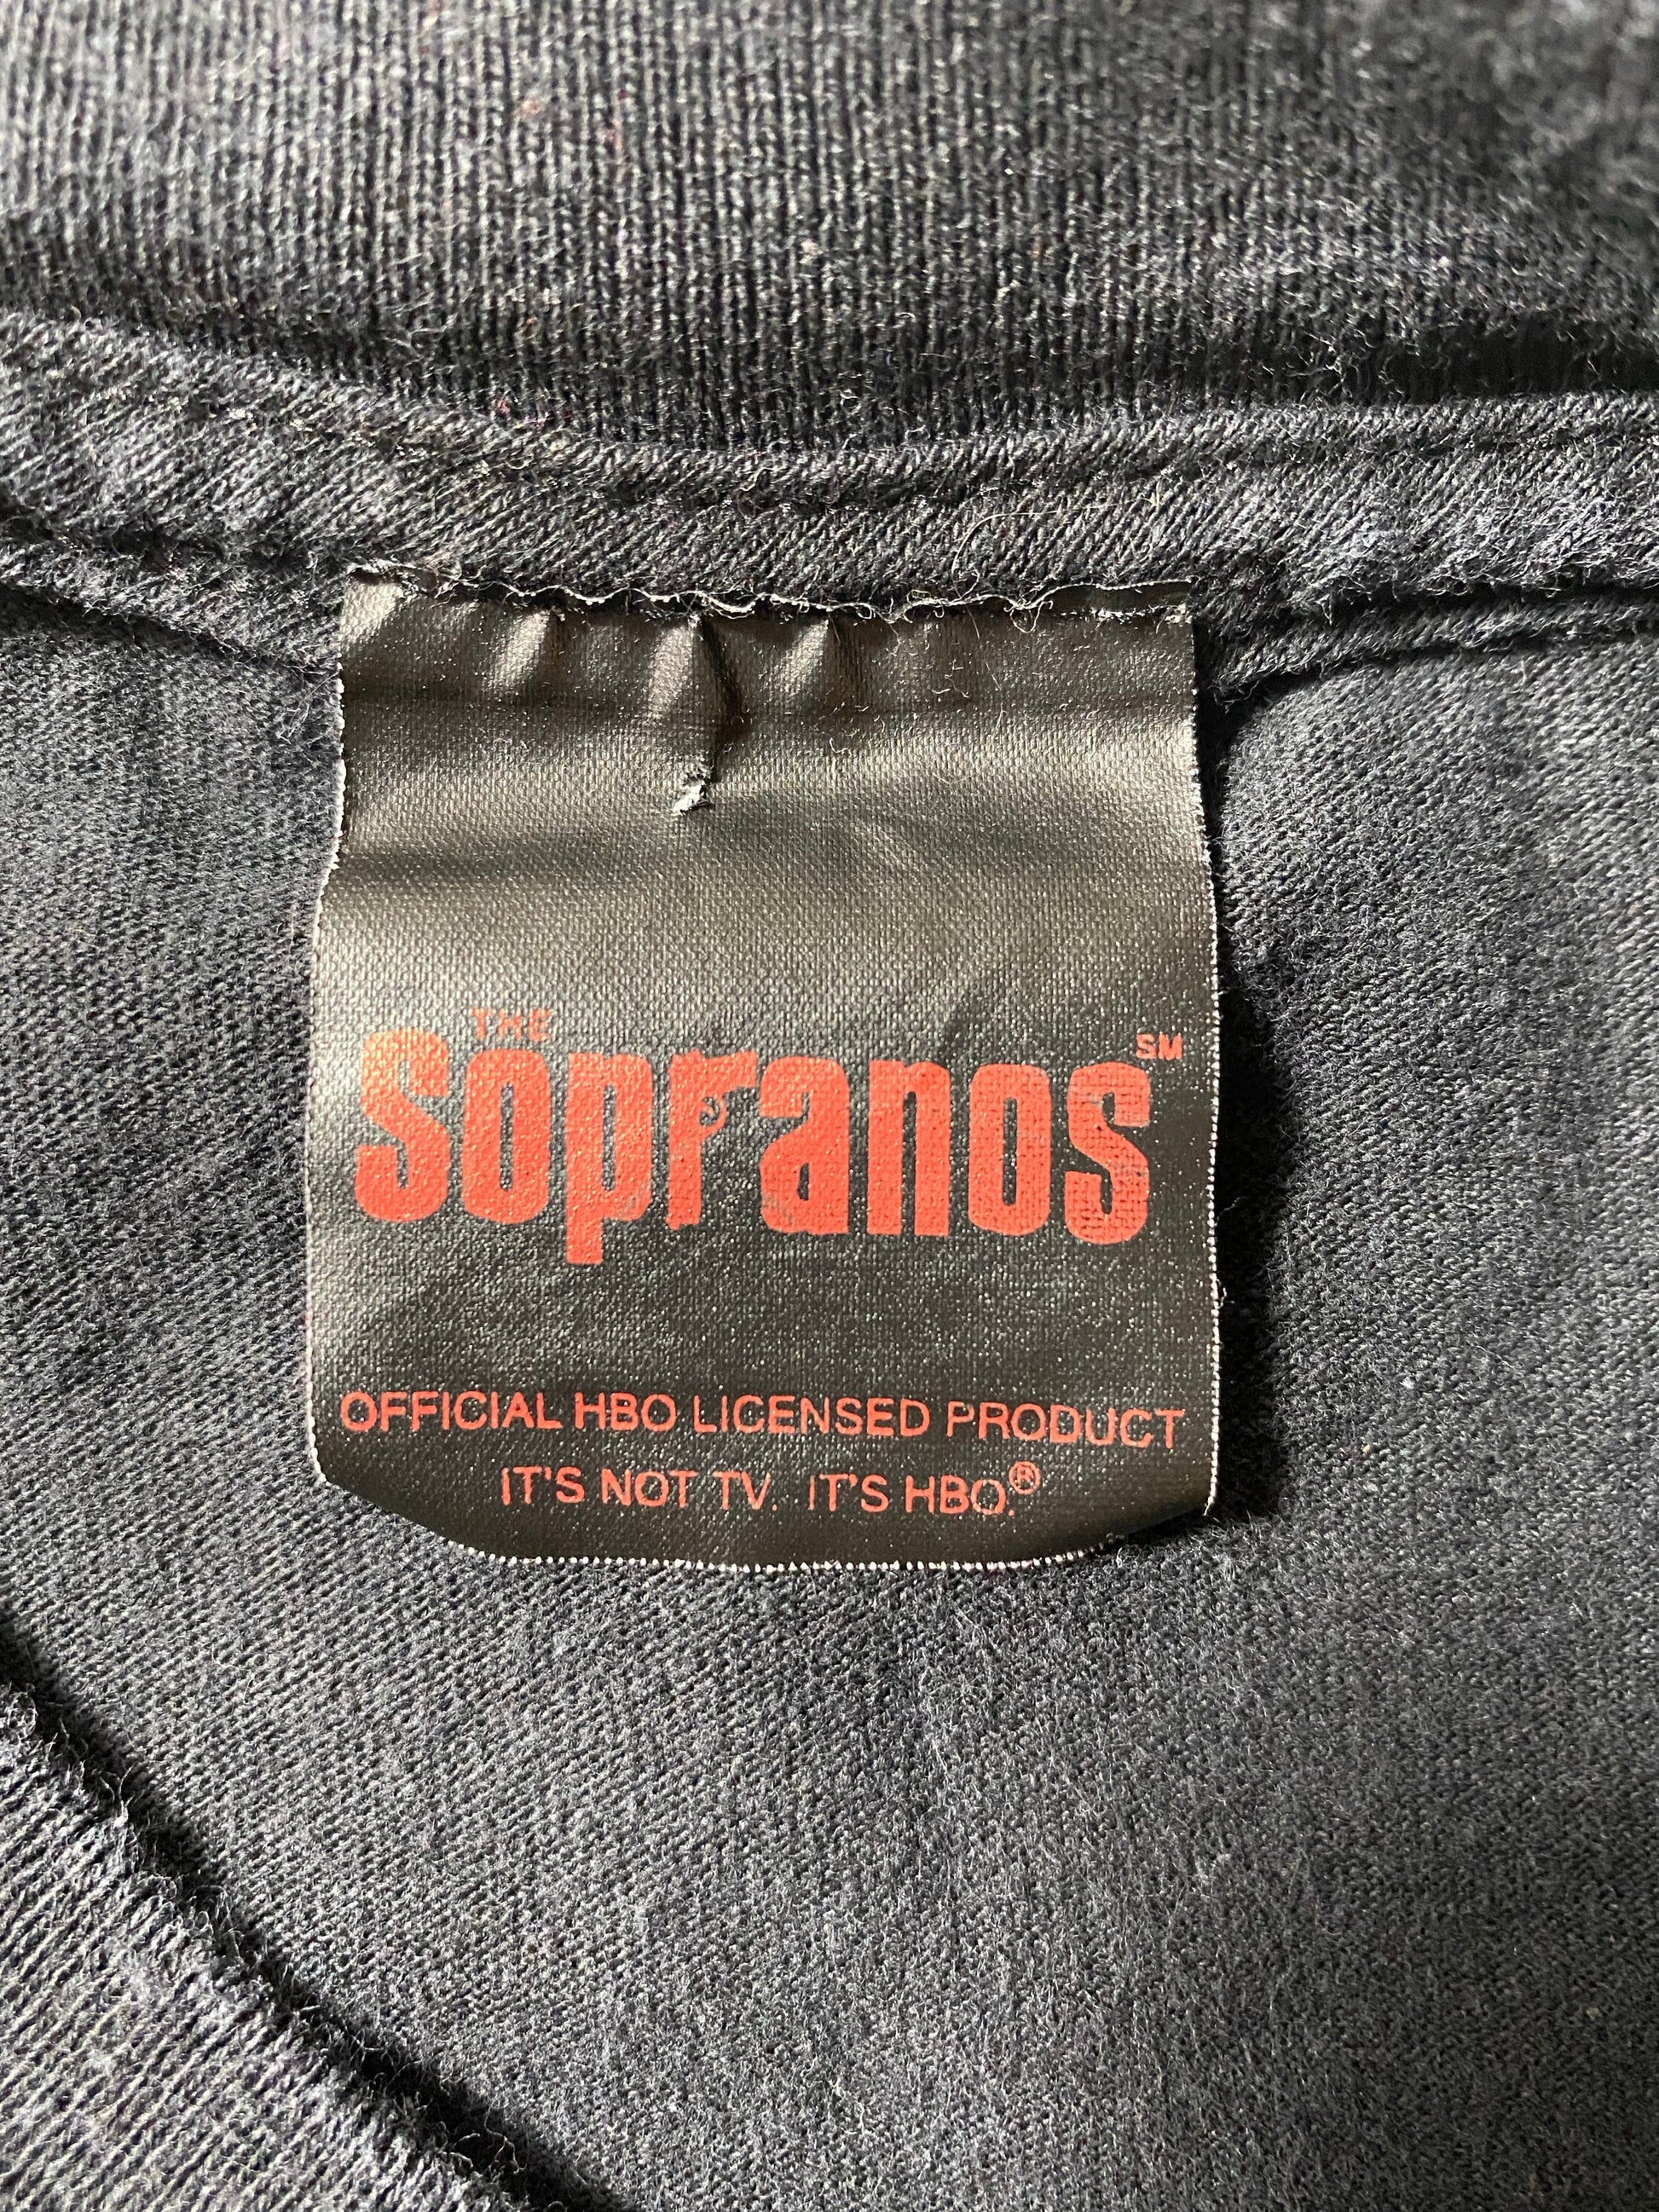 THE
Sopranos SM
OFFICIAL HBO LICENSED PRODUCT
IT'S NOT TV. IT'S HBO.®